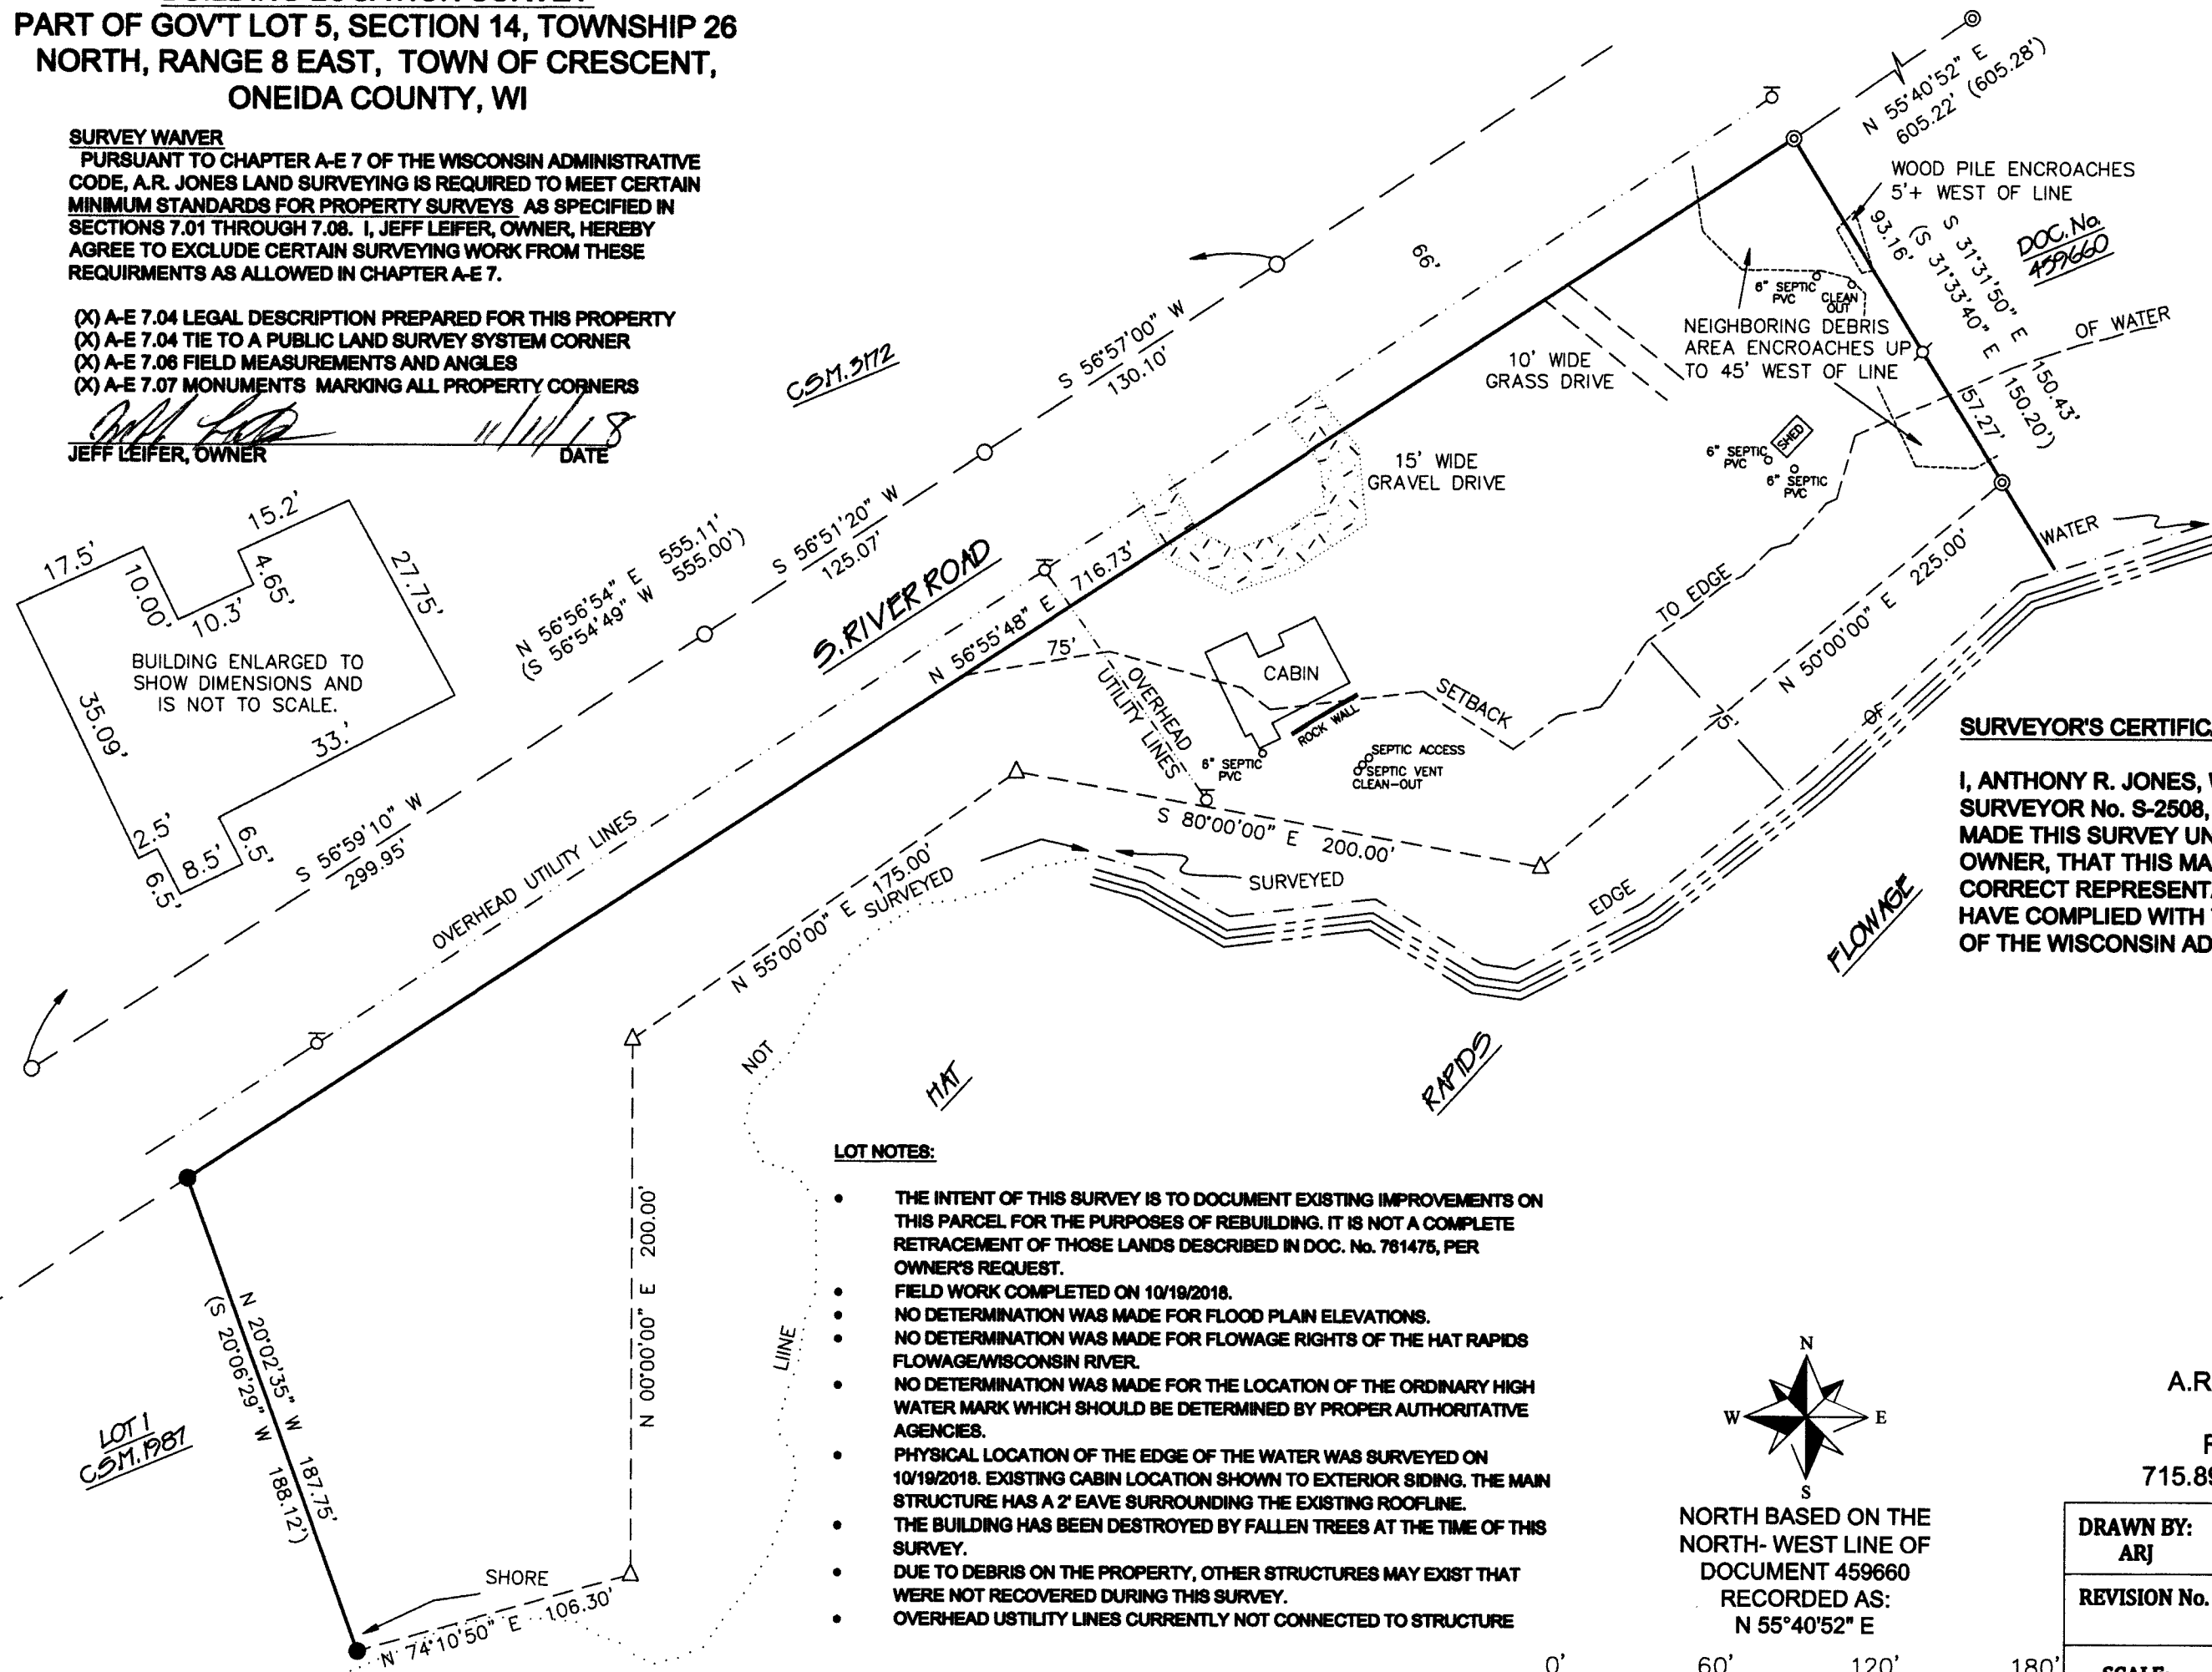 PART OF GOV'T LOT 5, SECTION 14, TOWNSHIP 26
NORTH, RANGE 8 EAST, TOWN OF CRESCENT,
ONEIDA COUNTY, WI
SURVEY WAIVER
PURSUANT TO CHAPTER A-E 7 OF THE WISCONSIN ADMINISTRATIVE
CODE, A.R. JONES LAND SURVEYING IS REQUIRED TO MEET CERTAIN
MINIMUM STANDARDS FOR PROPERTY SURVEYS AS SPECIFIED IN
SECTIONS 7.01 THROUGH 7.08. I, JEFF LEIFER, OWNER, HEREBY
AGREE TO EXCLUDE CERTAIN SURVEYING WORK FROM THESE
REQUIRMENTS AS ALLOWED IN CHAPTER A-E 7.
(X) A-E 7.04 LEGAL DESCRIPTION PREPARED FOR THIS PROPERTY
(X) A-E 7.04 TIE TO A PUBLIC LAND SURVEY SYSTEM CORNER
(X) A-E 7.06 FIELD MEASUREMENTS AND ANGLES
(X) A-E 7.07 MONUMENTS MARKING ALL PROPERTY CORNERS
11/11/18
JEFF LEIFER, OWNER DATE
17.5'
10.00'
10.3'
4.65'
15.2'
27.75'
BUILDING ENLARGED TO
SHOW DIMENSIONS AND
IS NOT TO SCALE.
35.09'
33.'
2.5'
6.5'
8.5'
6.5'
N 55°40'52" E
605.22' (605.28')
WOOD PILE ENCROACHES
5'+ WEST OF LINE
DOC. No.
459660
93.16'
S 31°31'50" E 150.43'
(S 31°33'40" E 150.20')
57.27'
66'
6" SEPTIC
PVC
CLEAN
OUT
NEIGHBORING DEBRIS
AREA ENCROACHES UP
TO 45' WEST OF LINE
10' WIDE
GRASS DRIVE
15' WIDE
GRAVEL DRIVE
SHED
6" SEPTIC
PVC
6" SEPTIC
PVC
CSM. 3172
S 56°57'00" W
130.10'
S 56°51'20" W
125.07'
N 56°56'54" E 555.11'
(S 56°54'49" W 555.00')
S 56°59'10" W
299.95'
S. RIVER ROAD
N 56°55'48" E 716.73'
OVERHEAD UTILITY LINES
OVERHEAD
UTILITY LINES
75'
SETBACK
TO EDGE
OF WATER
CABIN
ROCK WALL
6" SEPTIC
PVC
SEPTIC ACCESS
SEPTIC VENT
CLEAN-OUT
N 50°00'00" E 225.00'
75'
S 80°00'00" E 200.00'
N 55°00'00" E 175.00'
N 00°00'00" E 200.00'
N 74°10'50" E 106.30'
SURVEYED
EDGE
OF
WATER
NOT
SURVEYED
LIINE
SHORE
HAT
RAPIDS
FLOWAGE
N 20°02'35" W 187.75'
(S 20°06'29" W 188.12')
LOT 1
CSM. 1987
SURVEYOR'S CERTIFIC
I, ANTHONY R. JONES,
SURVEYOR No. S-2508,
MADE THIS SURVEY UN
OWNER, THAT THIS MA
CORRECT REPRESENT
HAVE COMPLIED WITH
OF THE WISCONSIN AD
LOT NOTES:
• THE INTENT OF THIS SURVEY IS TO DOCUMENT EXISTING IMPROVEMENTS ON
THIS PARCEL FOR THE PURPOSES OF REBUILDING. IT IS NOT A COMPLETE
RETRACEMENT OF THOSE LANDS DESCRIBED IN DOC. No. 761475, PER
OWNER'S REQUEST.
• FIELD WORK COMPLETED ON 10/19/2018.
• NO DETERMINATION WAS MADE FOR FLOOD PLAIN ELEVATIONS.
• NO DETERMINATION WAS MADE FOR FLOWAGE RIGHTS OF THE HAT RAPIDS
FLOWAGE/WISCONSIN RIVER.
• NO DETERMINATION WAS MADE FOR THE LOCATION OF THE ORDINARY HIGH
WATER MARK WHICH SHOULD BE DETERMINED BY PROPER AUTHORITATIVE
AGENCIES.
• PHYSICAL LOCATION OF THE EDGE OF THE WATER WAS SURVEYED ON
10/19/2018. EXISTING CABIN LOCATION SHOWN TO EXTERIOR SIDING. THE MAIN
STRUCTURE HAS A 2' EAVE SURROUNDING THE EXISTING ROOFLINE.
• THE BUILDING HAS BEEN DESTROYED BY FALLEN TREES AT THE TIME OF THIS
SURVEY.
• DUE TO DEBRIS ON THE PROPERTY, OTHER STRUCTURES MAY EXIST THAT
WERE NOT RECOVERED DURING THIS SURVEY.
• OVERHEAD USTILITY LINES CURRENTLY NOT CONNECTED TO STRUCTURE
N
W E
S
NORTH BASED ON THE
NORTH- WEST LINE OF
DOCUMENT 459660
RECORDED AS:
N 55°40'52" E
0' 60' 120' 180'
A.R
715.89
DRAWN BY:
ARJ
REVISION No.